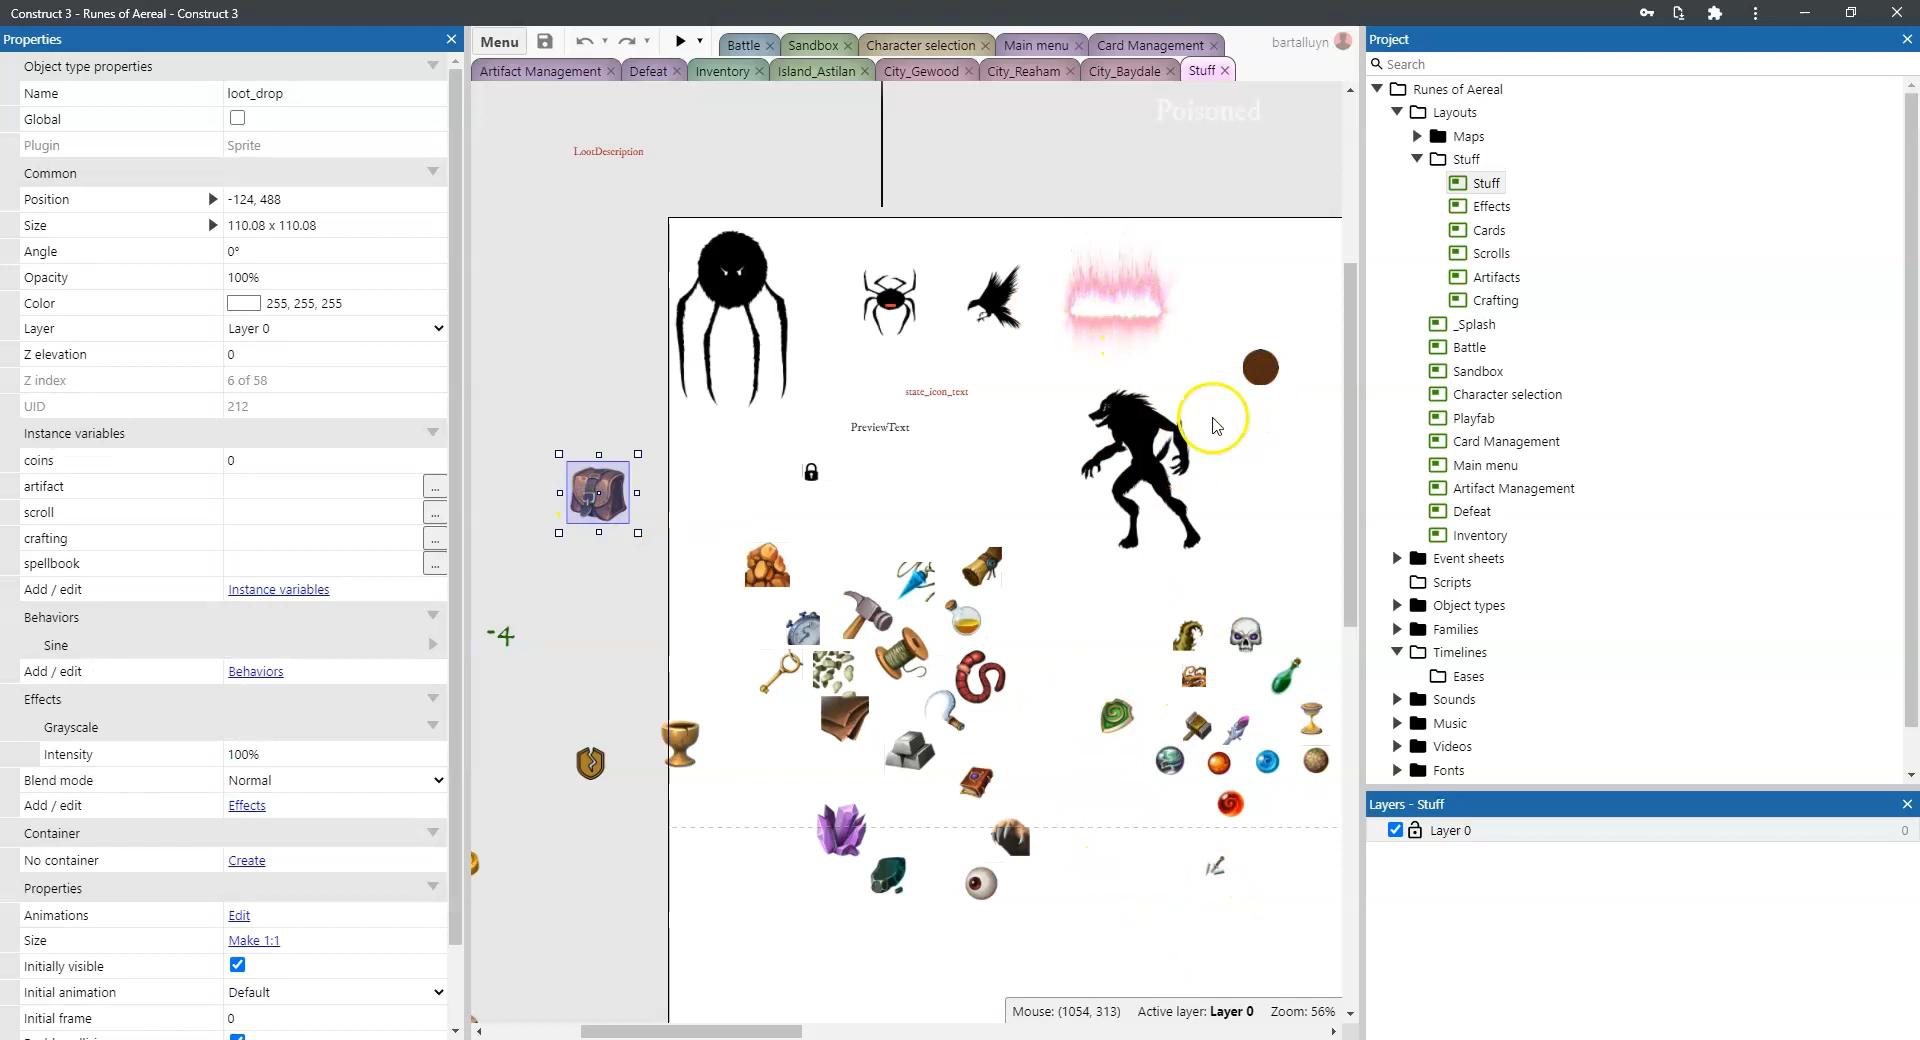 Construct 3 - Runes of Aereal - Construct 3
Properties
Object type properties
Name loot_drop
Global
Plugin Sprite
Common
Position -124, 488
Size 110.08 x 110.08
Angle 0°
Opacity 100%
Color 255, 255, 255
Layer Layer 0
Z elevation 0
Z index 6 of 58
UID 212
Instance variables
coins 0
artifact ...
scroll ...
crafting ...
spellbook ...
Add / edit Instance variables
Behaviors
Sine
Add / edit Behaviors
Effects
Grayscale
Intensity 100%
Blend mode Normal
Add / edit Effects
Container
No container Create
Properties
Animations Edit
Size Make 1:1
Initially visible
Initial animation Default
Initial frame 0
Menu
Battle Sandbox Character selection Main menu Card Management
bartalluyn
Artifact Management Defeat Inventory Island_Astilan City_Gewood City_Reaham City_Baydale Stuff
Poisoned
LootDescription
state_icon_text
PreviewText
-4
Mouse: (1054, 313) Active layer: Layer 0 Zoom: 56%
Project
Search
Runes of Aereal
Layouts
Maps
Stuff
Stuff
Effects
Cards
Scrolls
Artifacts
Crafting
_Splash
Battle
Sandbox
Character selection
Playfab
Card Management
Main menu
Artifact Management
Defeat
Inventory
Event sheets
Scripts
Object types
Families
Timelines
Eases
Sounds
Music
Videos
Fonts
Layers - Stuff
Layer 0 0